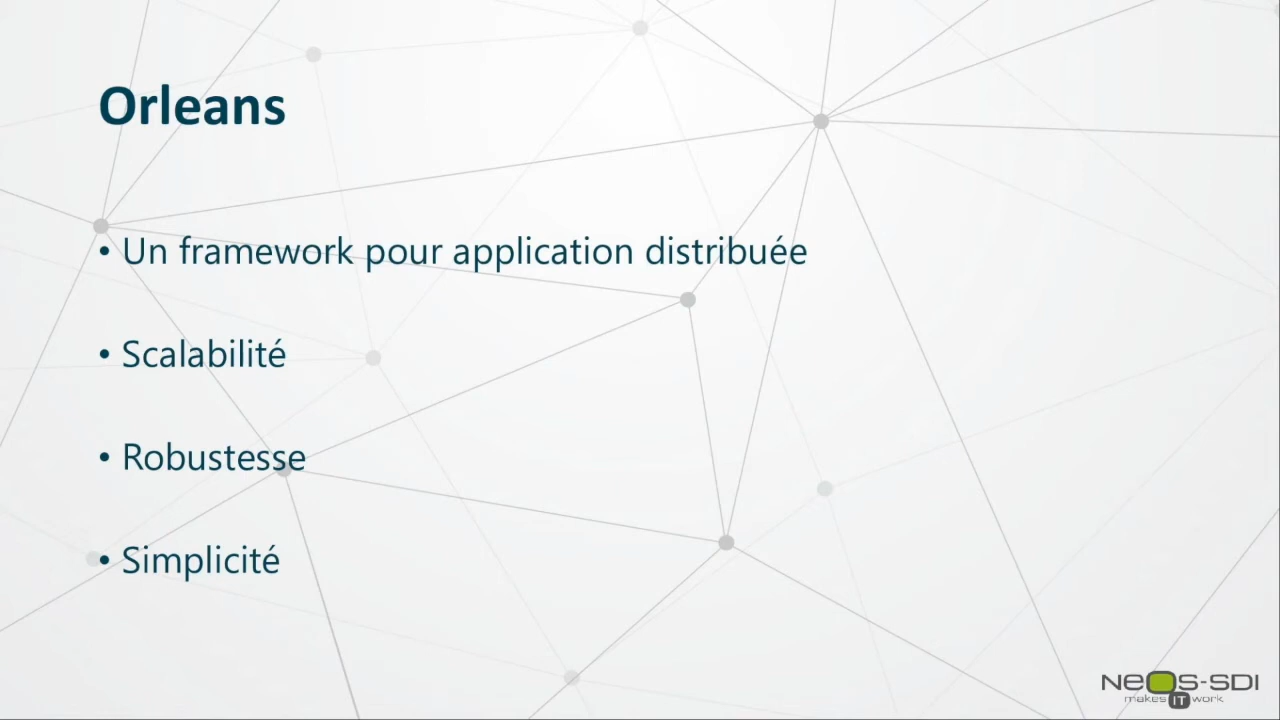 Orleans
• Un framework pour application distribuée
• Scalabilité
• Robustesse
• Simplicité
NeOS-SDI
makes IT work